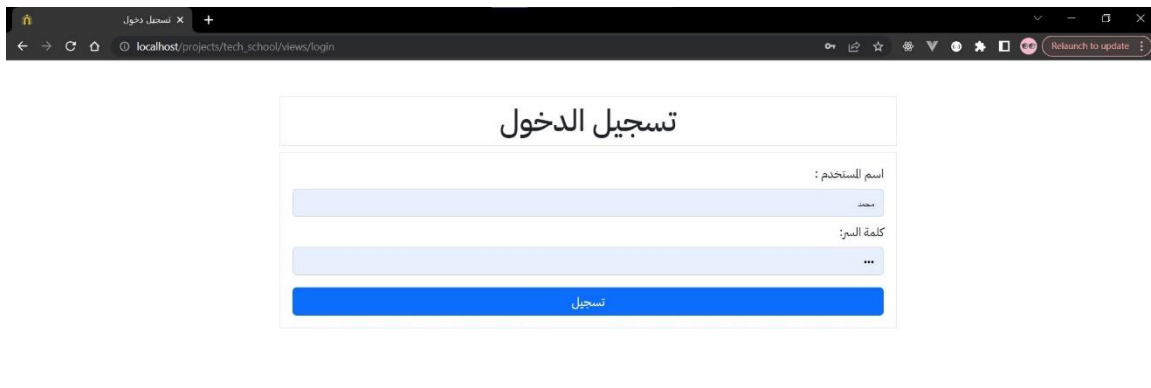 تسجيل دخول
localhost/projects/tech_school/views/login
Relaunch to update
تسجيل الدخول
اسم المستخدم :
محمد
كلمة السر:
•••
تسجيل